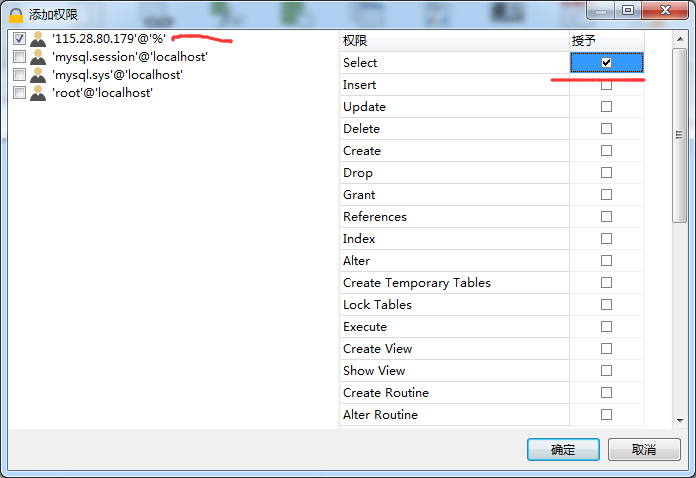 添加权限
'115.28.80.179'@'%'
'mysql.session'@'localhost'
'mysql.sys'@'localhost'
'root'@'localhost'
权限 授予
Select
Insert
Update
Delete
Create
Drop
Grant
References
Index
Alter
Create Temporary Tables
Lock Tables
Execute
Create View
Show View
Create Routine
Alter Routine
确定 取消